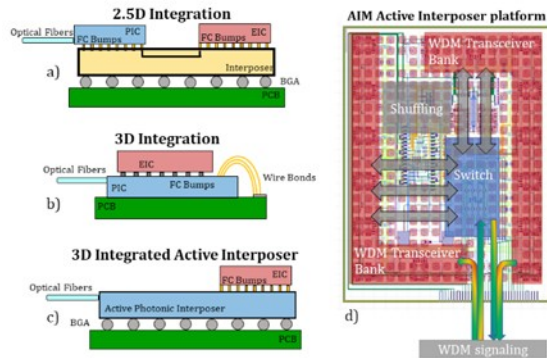 2.5D Integration
Optical Fibers
PIC
FC Bumps
EIC
FC Bumps
Interposer
a)
BGA
PCB
3D Integration
EIC
Optical Fibers
FC Bumps
PIC
Wire Bonds
b)
PCB
3D Integrated Active Interposer
EIC
FC Bumps
Optical Fibers
Active Photonic Interposer
c)
BGA
PCB
AIM Active Interposer platform
WDM Transceiver
Bank
Shuffling
Switch
WDM Transceiver
Bank
d)
WDM signaling